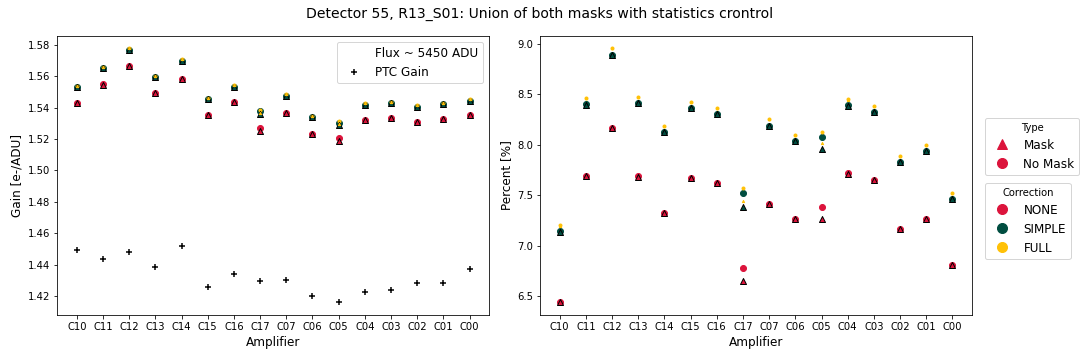 Detector 55, R13_S01: Union of both masks with statistics crontrol
Gain [e-/ADU]
1.58
1.56
1.54
1.52
1.50
1.48
1.46
1.44
1.42
Flux ~ 5450 ADU
PTC Gain
C10 C11 C12 C13 C14 C15 C16 C17 C07 C06 C05 C04 C03 C02 C01 C00
Amplifier
Percent [%]
9.0
8.5
8.0
7.5
7.0
6.5
C10 C11 C12 C13 C14 C15 C16 C17 C07 C06 C05 C04 C03 C02 C01 C00
Amplifier
Type
Mask
No Mask
Correction
NONE
SIMPLE
FULL